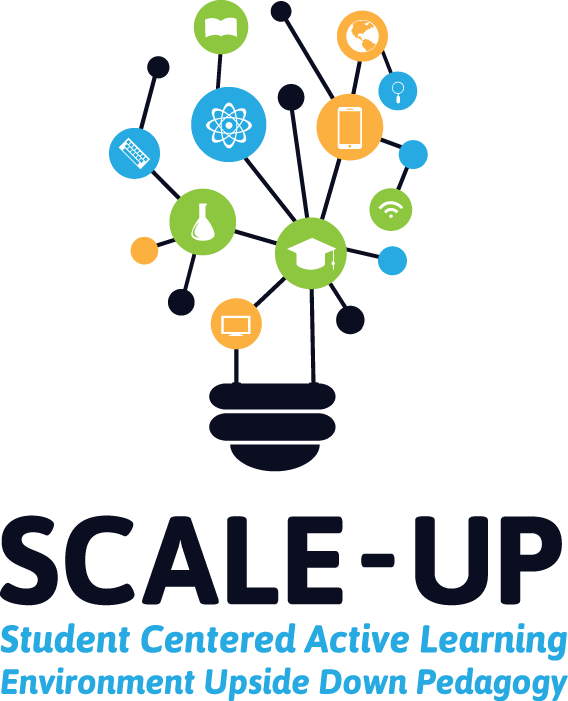 SCALE-UP
Student Centered Active Learning
Environment Upside Down Pedagogy